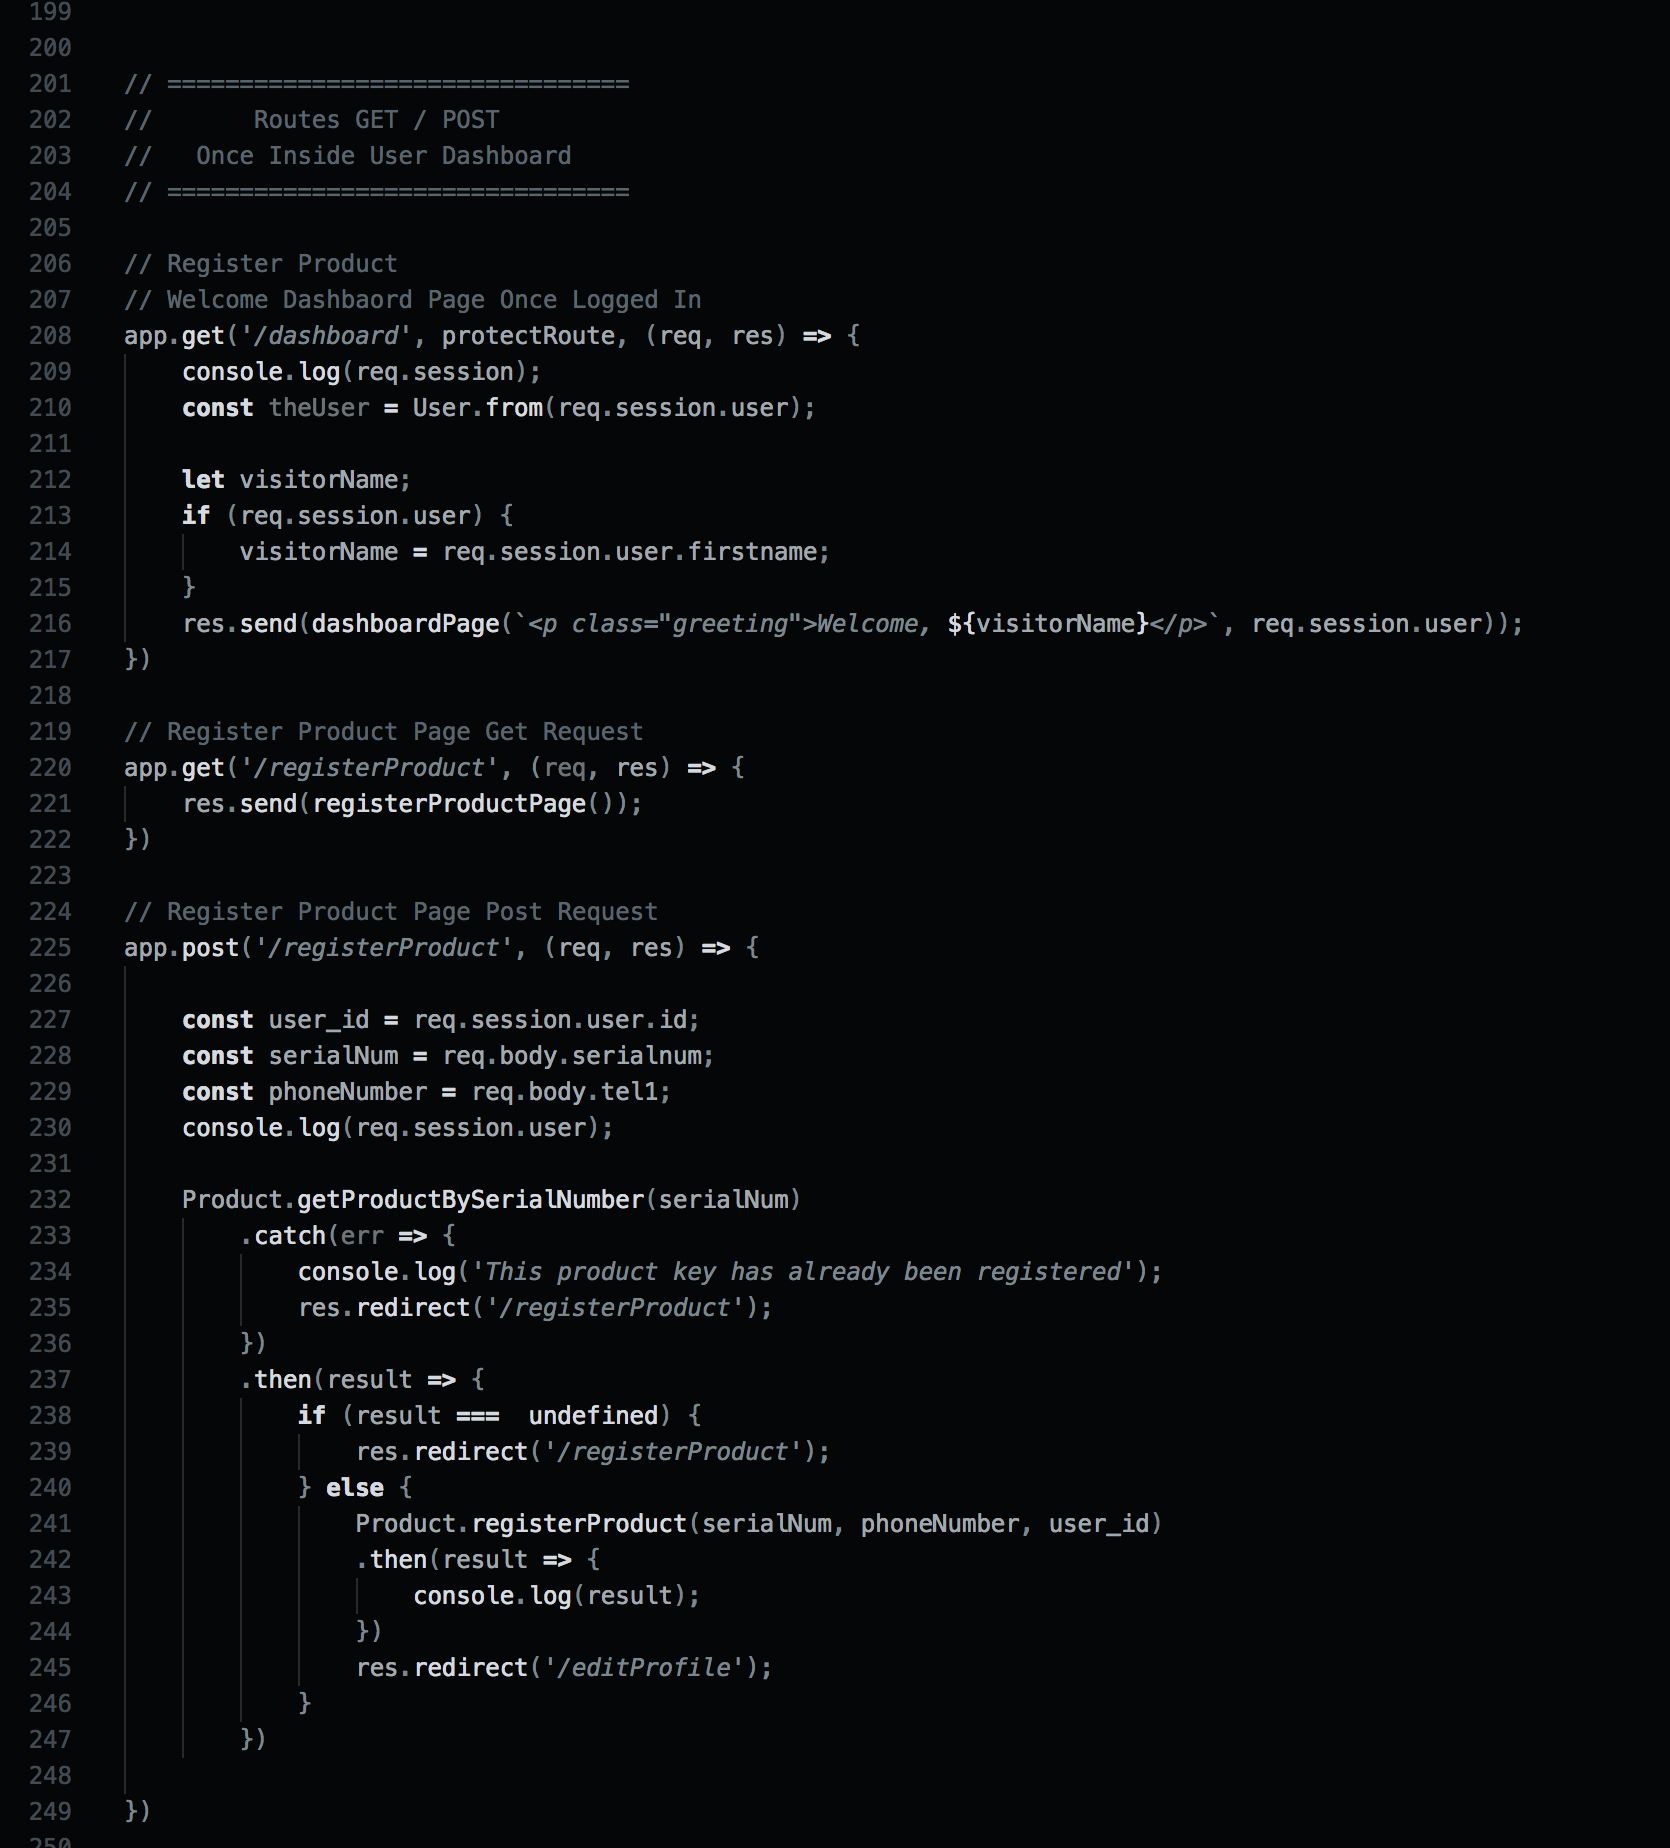 199
200
201 // ================================
202 //       Routes GET / POST
203 //   Once Inside User Dashboard
204 // ================================
205
206 // Register Product
207 // Welcome Dashbaord Page Once Logged In
208 app.get('/dashboard', protectRoute, (req, res) => {
209     console.log(req.session);
210     const theUser = User.from(req.session.user);
211
212     let visitorName;
213     if (req.session.user) {
214         visitorName = req.session.user.firstname;
215     }
216     res.send(dashboardPage(`<p class="greeting">Welcome, ${visitorName}</p>`, req.session.user));
217 })
218
219 // Register Product Page Get Request
220 app.get('/registerProduct', (req, res) => {
221     res.send(registerProductPage());
222 })
223
224 // Register Product Page Post Request
225 app.post('/registerProduct', (req, res) => {
226
227     const user_id = req.session.user.id;
228     const serialNum = req.body.serialnum;
229     const phoneNumber = req.body.tel1;
230     console.log(req.session.user);
231
232     Product.getProductBySerialNumber(serialNum)
233         .catch(err => {
234             console.log('This product key has already been registered');
235             res.redirect('/registerProduct');
236         })
237         .then(result => {
238             if (result ===  undefined) {
239                 res.redirect('/registerProduct');
240             } else {
241                 Product.registerProduct(serialNum, phoneNumber, user_id)
242                 .then(result => {
243                     console.log(result);
244                 })
245                 res.redirect('/editProfile');
246             }
247         })
248
249 })
250